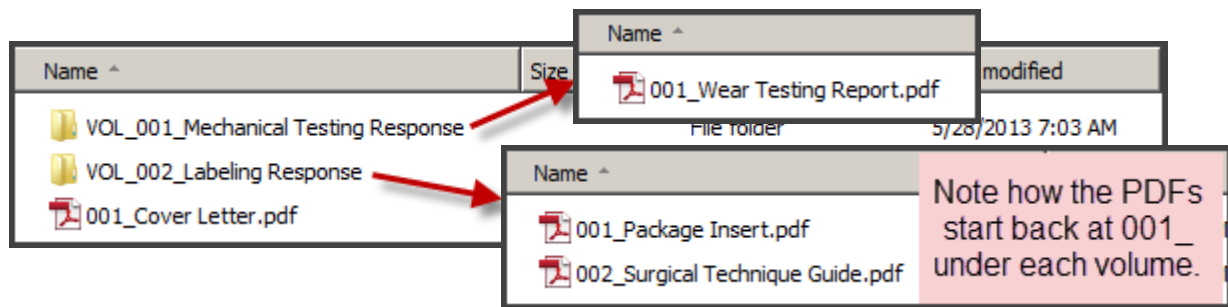 Name
Size
modified
VOL_001_Mechanical Testing Response
File folder
5/28/2013 7:03 AM
VOL_002_Labeling Response
001_Cover Letter.pdf
Name
001_Wear Testing Report.pdf
Name
001_Package Insert.pdf
002_Surgical Technique Guide.pdf
Note how the PDFs
start back at 001_
under each volume.